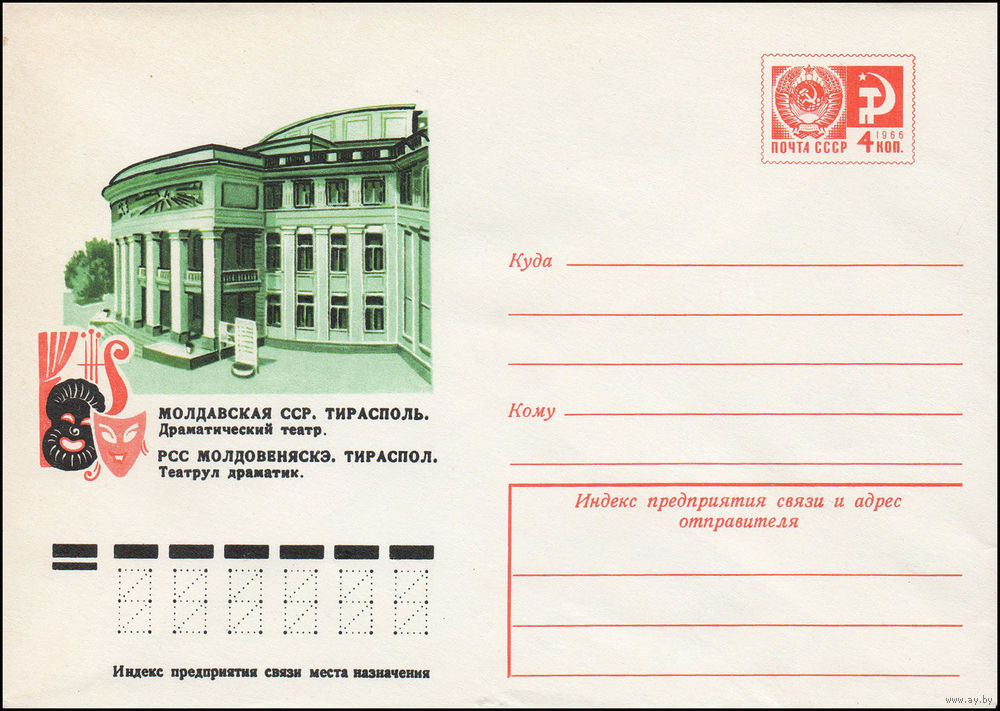 ПОЧТА СССР
1966
4 КОП.
Куда
Кому
МОЛДАВСКАЯ ССР. ТИРАСПОЛЬ.
Драматический театр.
РСС МОЛДОВЕНЯСКЭ. ТИРАСПОЛ.
Театрул драматик.
Индекс предприятия связи и адрес
отправителя
Индекс предприятия связи места назначения
www.ay.by